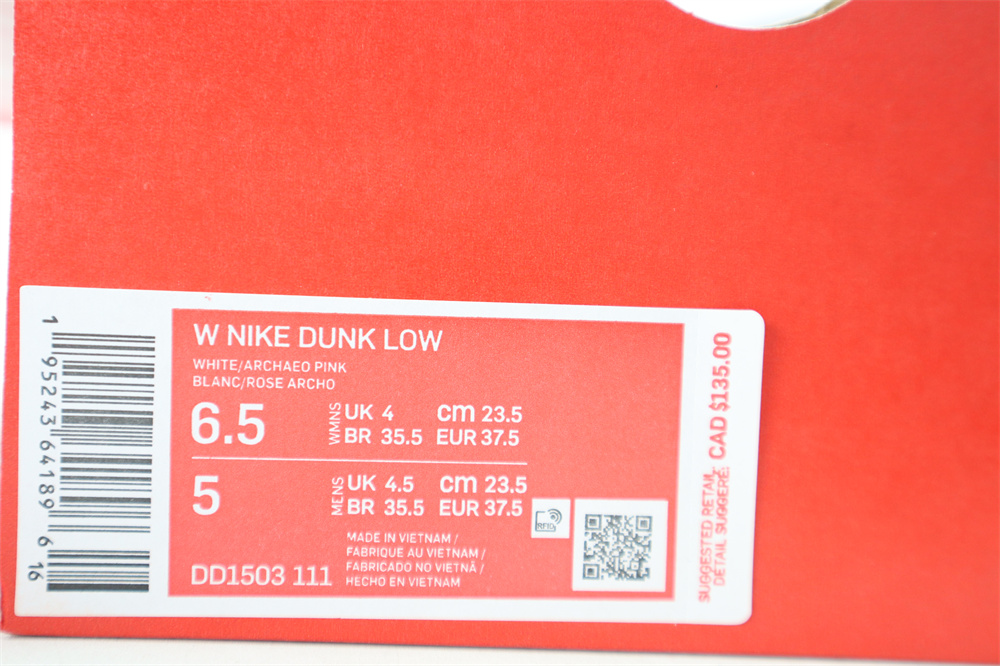 W NIKE DUNK LOW
WHITE/ARCHAEO PINK
BLANC/ROSE ARCHO
6.5
WMNS
UK 4 cm 23.5
BR 35.5 EUR 37.5
5
MENS
UK 4.5 cm 23.5
BR 35.5 EUR 37.5
MADE IN VIETNAM /
FABRIQUE AU VIETNAM /
FABRICADO NO VIETNÃ /
HECHO EN VIETNAM
DD1503 111
RFID
1 95243 64189 6 16
SUGGESTED RETAIL
DETAIL SUGGERE: CAD $135.00